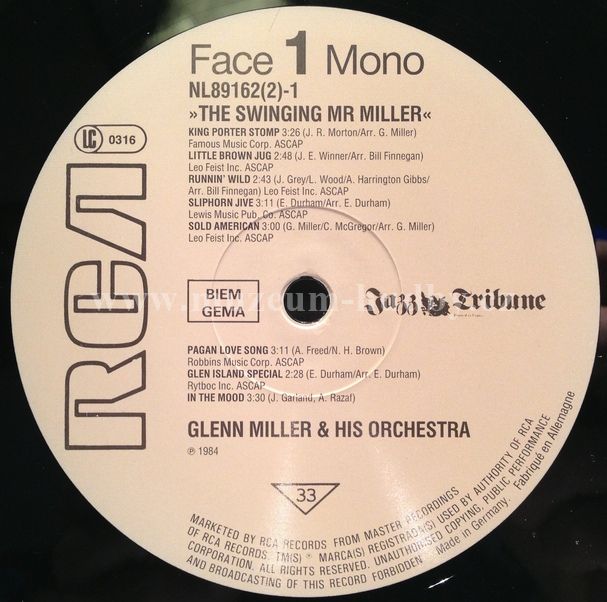 Face 1 Mono
NL89162(2)-1
»THE SWINGING MR MILLER«
LC 0316
KING PORTER STOMP 3:26 (J. R. Morton/Arr. G. Miller)
Famous Music Corp. ASCAP
LITTLE BROWN JUG 2:48 (J. E. Winner/Arr. Bill Finnegan)
Leo Feist Inc. ASCAP
RUNNIN' WILD 2:43 (J. Grey/L. Wood/A. Harrington Gibbs/
Arr. Bill Finnegan) Leo Feist Inc. ASCAP
SLIPHORN JIVE 3:11 (E. Durham/Arr. E. Durham)
Lewis Music Pub. Co. ASCAP
SOLD AMERICAN 3:00 (G. Miller/C. McGregor/Arr. G. Miller)
Leo Feist Inc. ASCAP
RCA
BIEM
GEMA
Jazz Tribune
PAGAN LOVE SONG 3:11 (A. Freed/N. H. Brown)
Robbins Music Corp. ASCAP
GLEN ISLAND SPECIAL 2:28 (E. Durham/Arr. E. Durham)
Rytboc Inc. ASCAP
IN THE MOOD 3:30 (J. Garland, A. Razaf)
GLENN MILLER & HIS ORCHESTRA
℗ 1984
33
MARKETED BY RCA RECORDS FROM MASTER RECORDINGS
OF RCA RECORDS. TM(S) ® MARCA(S) REGISTRADA(S) USED BY AUTHORITY OF RCA
CORPORATION. ALL RIGHTS RESERVED. UNAUTHORISED COPYING, PUBLIC PERFORMANCE
AND BROADCASTING OF THIS RECORD FORBIDDEN – Made in Germany. Fabriqué en Allemagne